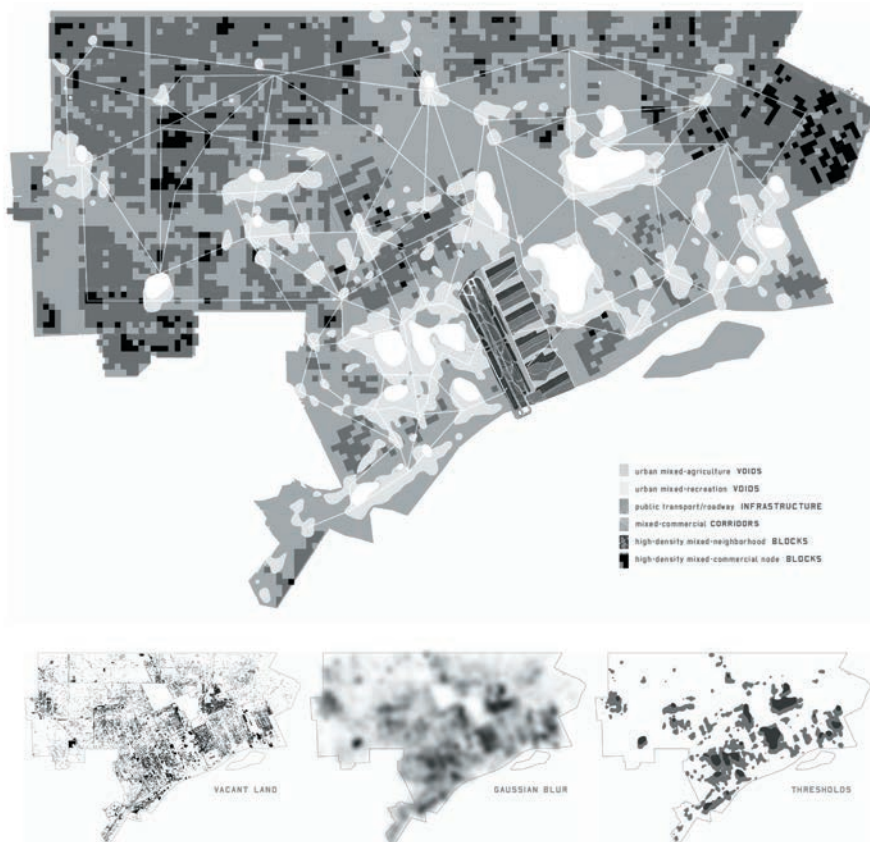 urban mixed-agriculture VOIDS
urban mixed-recreation VOIDS
public transport/roadway INFRASTRUCTURE
mixed-commercial CORRIDORS
high-density mixed-neighborhood BLOCKS
high-density mixed-commercial node BLOCKS
VACANT LAND
GAUSSIAN BLUR
THRESHOLDS